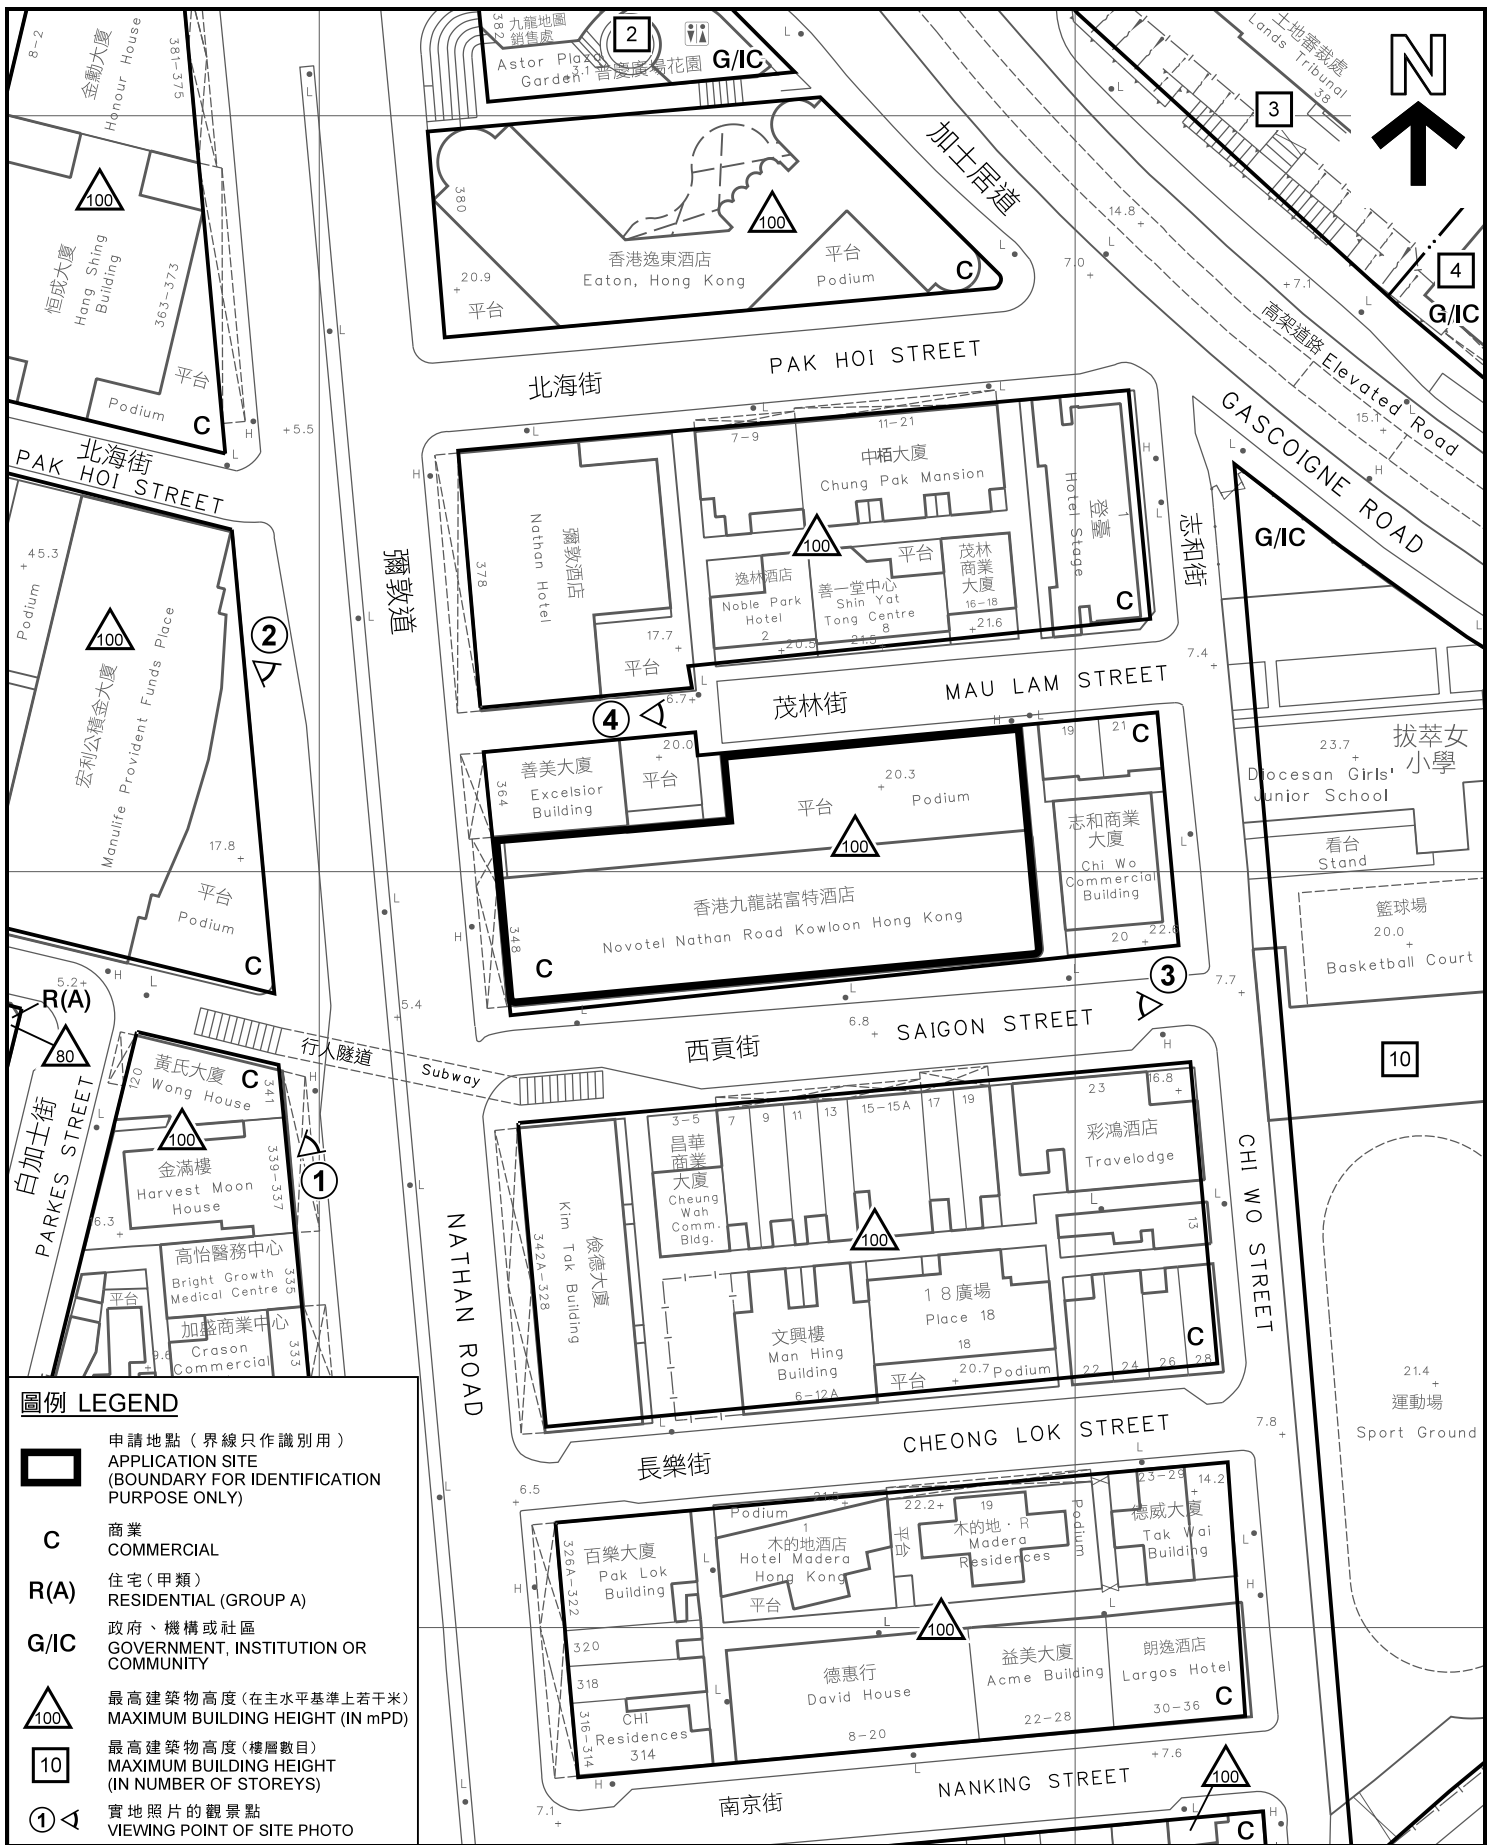 8-2
金勳大廈
Honour House
381-375
382
九龍地圖
銷售處
2
Astor Plaza
Garden
+3.1
普慶廣場花園
G/IC
土地審裁處
Lands Tribunal
38
N
3
4
G/IC
加士居道
14.8
7.0
+7.1
100
恒成大廈
Hang Shing
Building
363-373
平台
Podium
C
380
100
香港逸東酒店
Eaton, Hong Kong
平台
Podium
C
20.9
平台
高架道路 Elevated Road
15.1
GASCOIGNE ROAD
北海街
PAK HOI STREET
北海街
PAK HOI STREET
+5.5
45.3
Podium
100
宏利公積金大廈
Manulife Provident Funds Place
17.8
平台
Podium
C
2
彌敦道
378
彌敦酒店
Nathan Hotel
17.7
平台
7-9
11-21
中栢大廈
Chung Pak Mansion
100
逸林酒店
Noble Park
Hotel
2
20.5
善一堂中心
Shin Yat
Tong Centre
8
21.5
平台
茂林
商業
大廈
16-18
21.6
1
登臺
Hotel Stage
C
志和街
G/IC
7.4
4
6.7
茂林街
MAU LAM STREET
364
善美大廈
Excelsior
Building
20.0
平台
20.3
平台
Podium
100
香港九龍諾富特酒店
Novotel Nathan Road Kowloon Hong Kong
348
C
19
21
C
志和商業
大廈
Chi Wo
Commercial
Building
20
22.6
23.7
拔萃女
小學
Diocesan Girls'
Junior School
看台
Stand
籃球場
20.0
Basketball Court
3
7.7
5.2
R(A)
80
5.4
6.8
西貢街
SAIGON STREET
行人隧道
Subway
10
白加士街
PARKES STREET
120
黃氏大廈
Wong House
C
341
100
金滿樓
Harvest Moon
House
339-337
1
6.3
高怡醫務中心
Bright Growth
Medical Centre
335
平台
加盛商業中心
Crason
Commercial
333
9.6
NATHAN ROAD
342A-328
儉德大廈
Kim Tak Building
3-5
昌華
商業
大廈
Cheung
Wah
Comm.
Bldg.
7
9
11
13
15-15A
17
19
23
16.8
彩鴻酒店
Travelodge
13
100
文興樓
Man Hing
Building
6-12A
18廣場
Place 18
18
平台
20.7
Podium
22
24
26
28
C
CHI WO STREET
21.4
運動場
Sport Ground
7.8
長樂街
CHEONG LOK STREET
6.5
326A-322
百樂大廈
Pak Lok
Building
320
318
316-314
CHI
Residences
314
Podium
21.5
1
木的地酒店
Hotel Madera
Hong Kong
平台
平台
22.2+
19
木的地．R
Madera
Residences
Podium
23-29
14.2
德威大廈
Tak Wai
Building
100
德惠行
David House
8-20
益美大廈
Acme Building
22-28
朗逸酒店
Largos Hotel
30-36
C
+7.6
7.1
南京街
NANKING STREET
100
C
圖例 LEGEND
申請地點（界線只作識別用）
APPLICATION SITE
(BOUNDARY FOR IDENTIFICATION
PURPOSE ONLY)
C
商業
COMMERCIAL
R(A)
住宅（甲類）
RESIDENTIAL (GROUP A)
G/IC
政府、機構或社區
GOVERNMENT, INSTITUTION OR
COMMUNITY
100
最高建築物高度（在主水平基準上若干米）
MAXIMUM BUILDING HEIGHT (IN mPD)
10
最高建築物高度（樓層數目）
MAXIMUM BUILDING HEIGHT
(IN NUMBER OF STOREYS)
1
實地照片的觀景點
VIEWING POINT OF SITE PHOTO